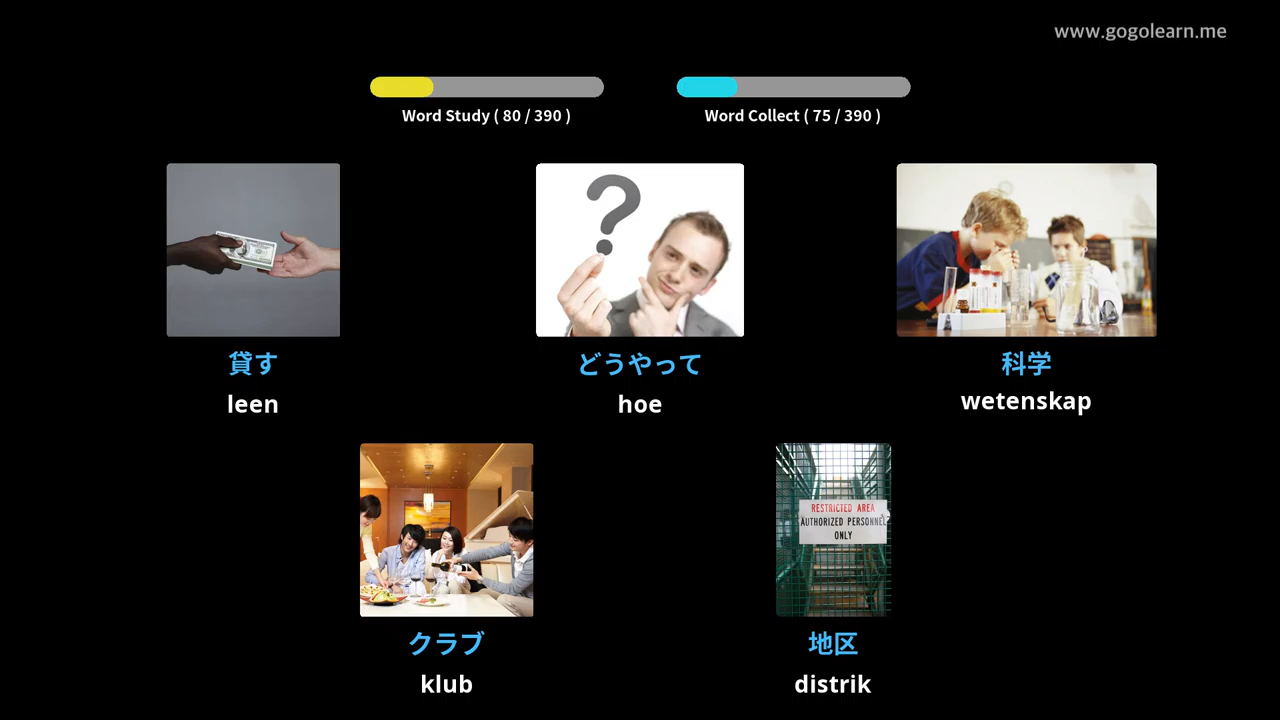 www.gogolearn.me
Word Study ( 80 / 390 )
Word Collect ( 75 / 390 )
貸す
leen
どうやって
hoe
科学
wetenskap
クラブ
klub
RESTRICTED AREA
AUTHORIZED PERSONNEL
ONLY
地区
distrik